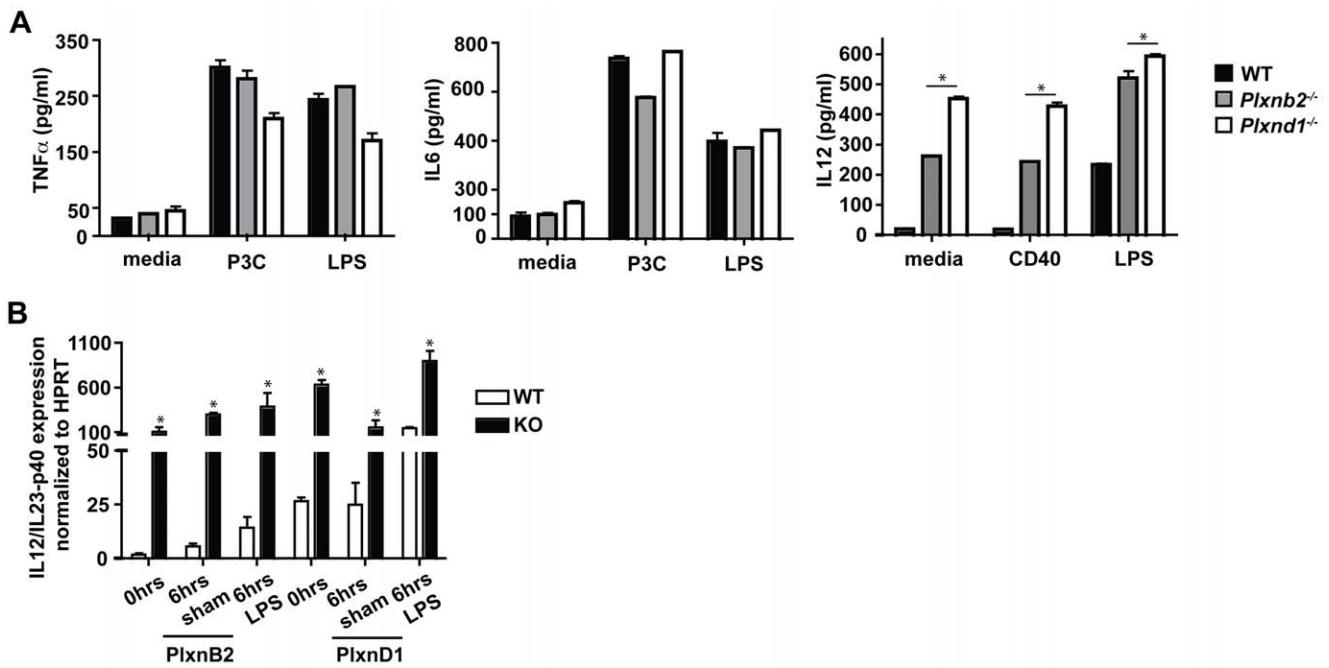 A
TNFα (pg/ml)
350
250
150
50
0
media
P3C
LPS
IL6 (pg/ml)
800
600
400
300
100
0
media
P3C
LPS
IL12 (pg/ml)
600
500
400
300
200
100
0
*
*
*
media
CD40
LPS
WT
Plxnb2-/-
Plxnd1-/-
B
IL12/IL23-p40 expression
normalized to HPRT
1100
600
100
50
25
0
*
*
*
*
*
*
0hrs
6hrs
sham
6hrs
LPS
0hrs
6hrs
sham
6hrs
LPS
PlxnB2
PlxnD1
WT
KO